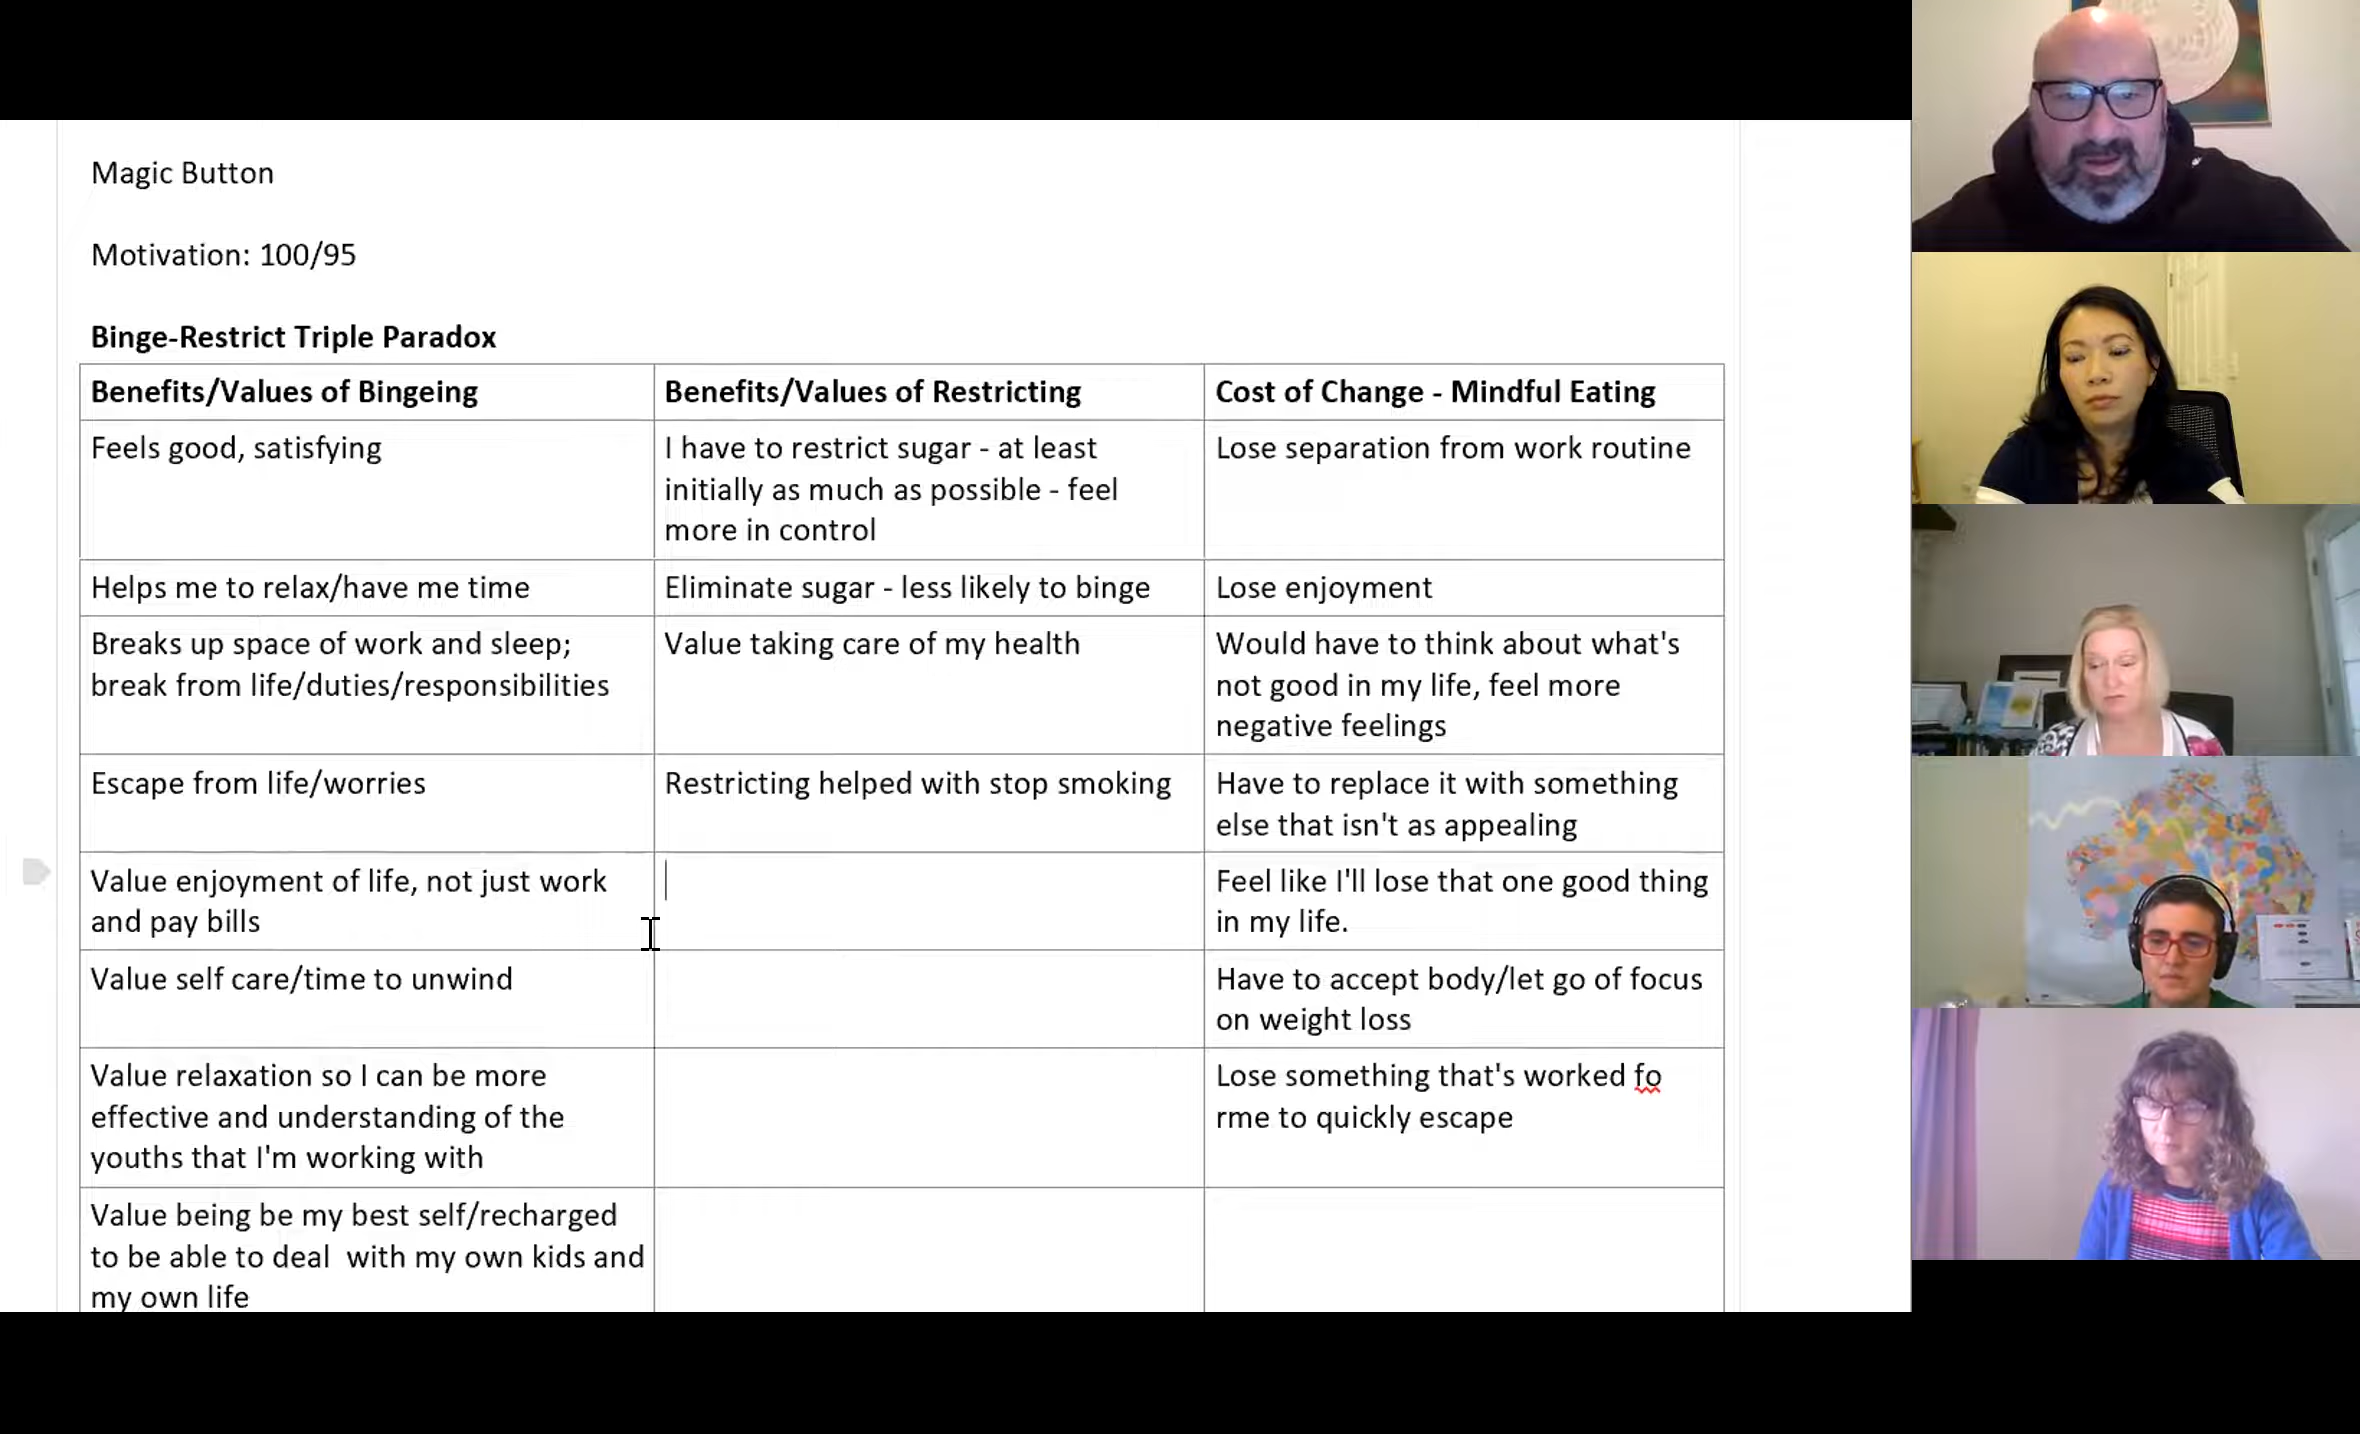 Magic Button
Motivation: 100/95
Binge-Restrict Triple Paradox
Benefits/Values of Bingeing
Benefits/Values of Restricting
Cost of Change - Mindful Eating
Feels good, satisfying
I have to restrict sugar - at least
initially as much as possible - feel
more in control
Lose separation from work routine
Helps me to relax/have me time
Eliminate sugar - less likely to binge
Lose enjoyment
Breaks up space of work and sleep;
break from life/duties/responsibilities
Value taking care of my health
Would have to think about what's
not good in my life, feel more
negative feelings
Escape from life/worries
Restricting helped with stop smoking
Have to replace it with something
else that isn't as appealing
Value enjoyment of life, not just work
and pay bills
Feel like I'll lose that one good thing
in my life.
Value self care/time to unwind
Have to accept body/let go of focus
on weight loss
Value relaxation so I can be more
effective and understanding of the
youths that I'm working with
Lose something that's worked fo
rme to quickly escape
Value being be my best self/recharged
to be able to deal  with my own kids and
my own life